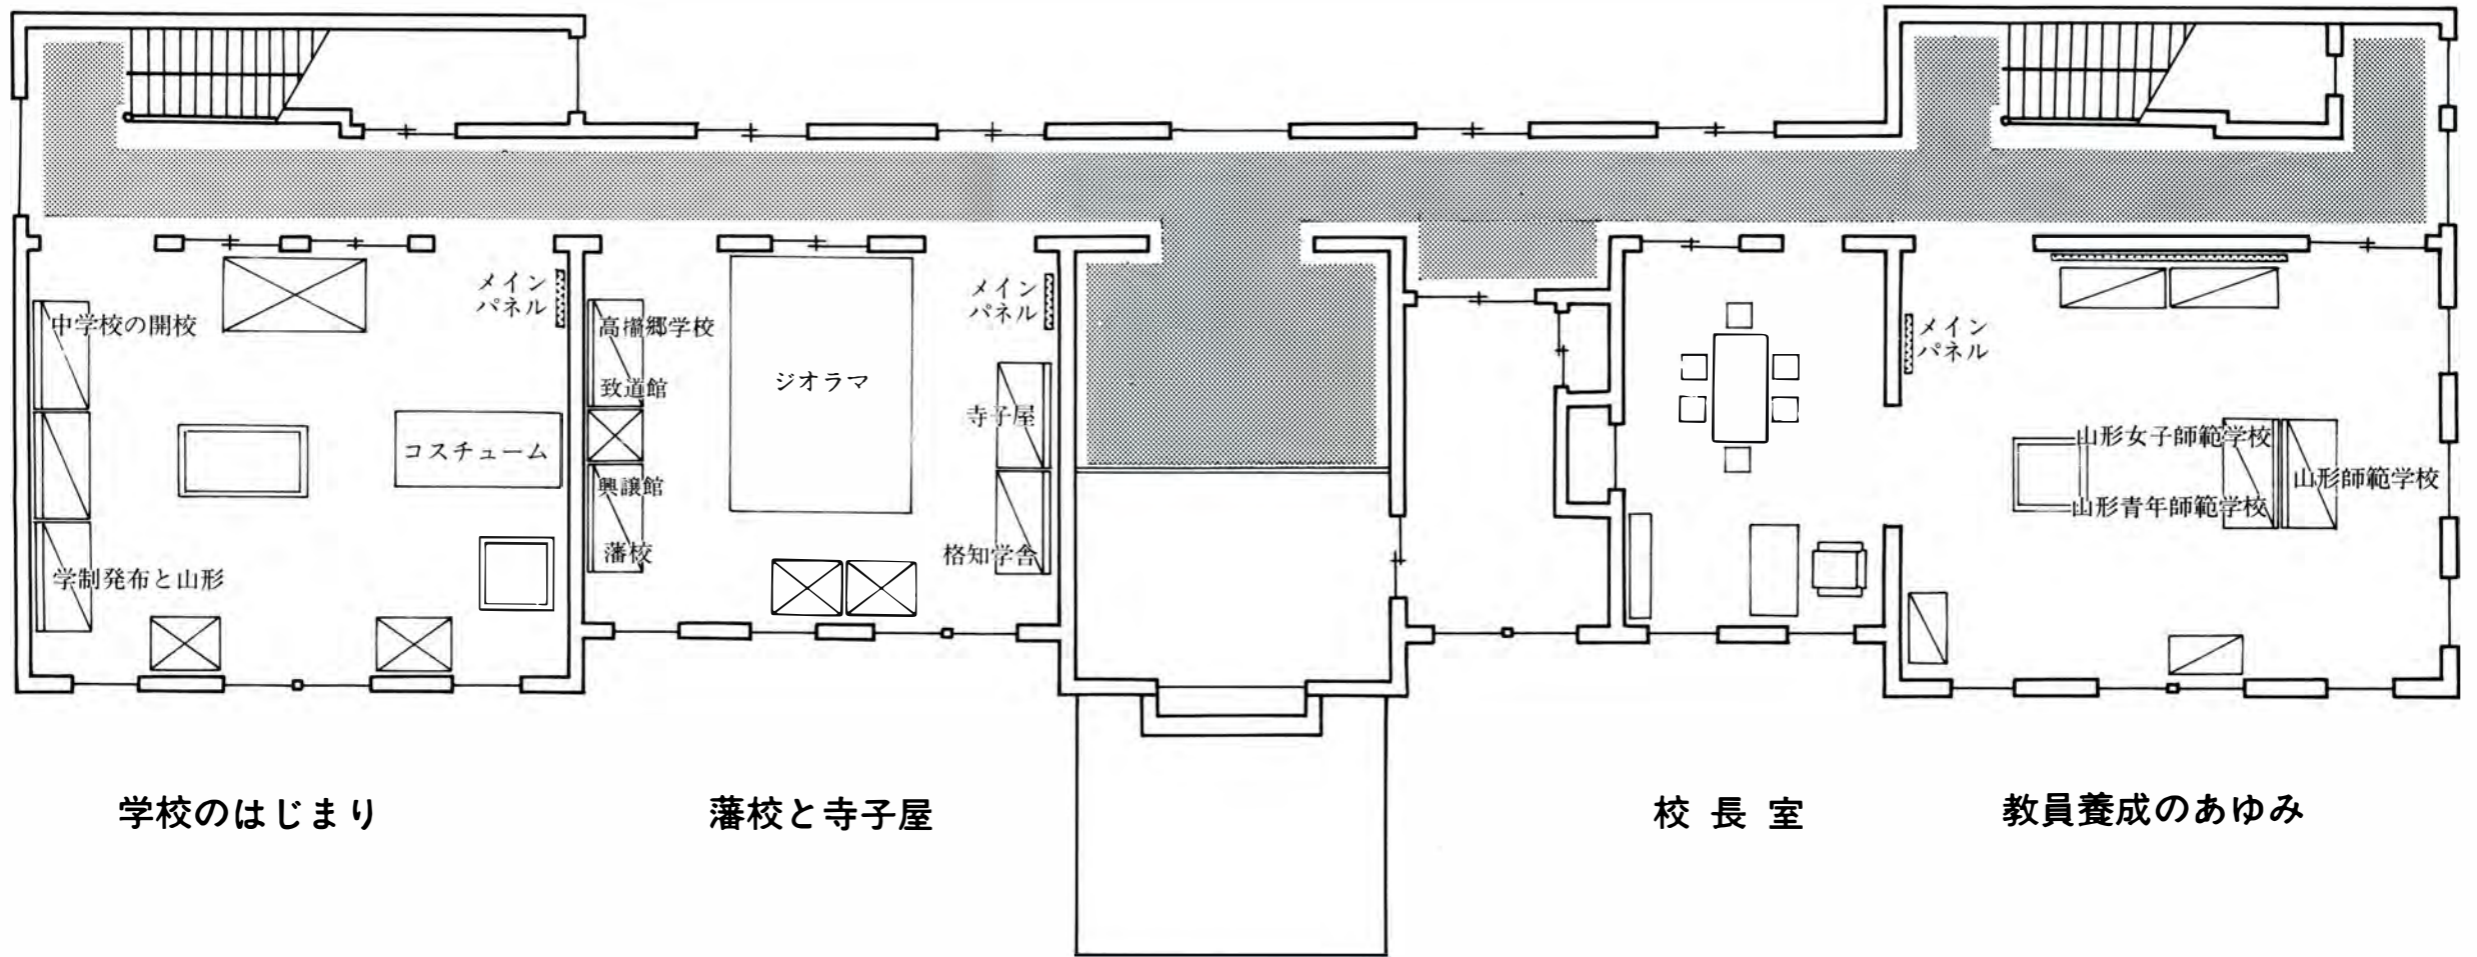 メイン
パネル
中学校の開校
コスチューム
学制発布と山形
メイン
パネル
高擶郷学校
致道館
ジオラマ
寺子屋
興譲館
藩校
格知学舎
メイン
パネル
山形女子師範学校
山形師範学校
山形青年師範学校
学校のはじまり
藩校と寺子屋
校長室
教員養成のあゆみ